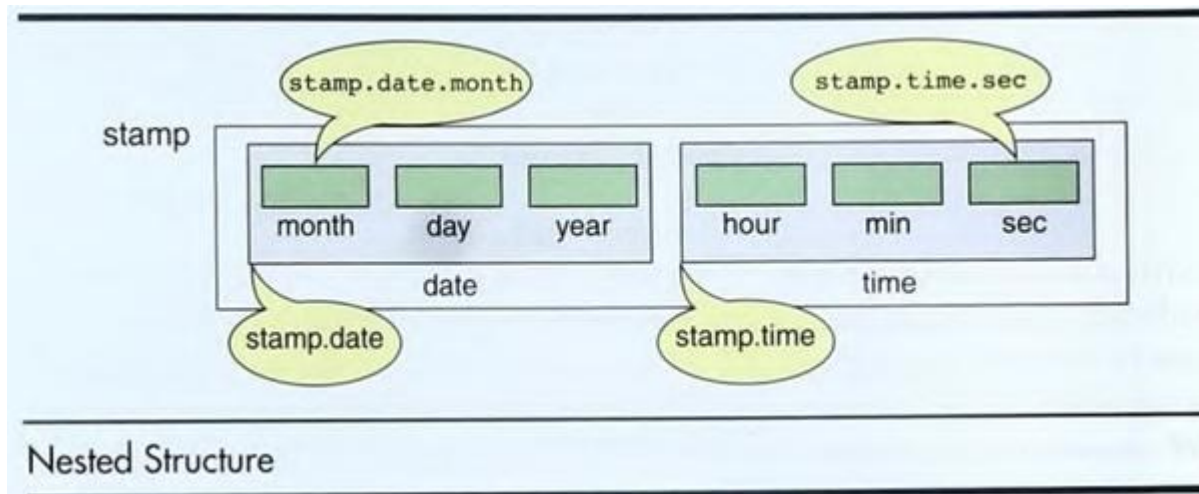 stamp.date.month
stamp.time.sec
stamp
month day year hour min sec
date time
stamp.date
stamp.time
Nested Structure